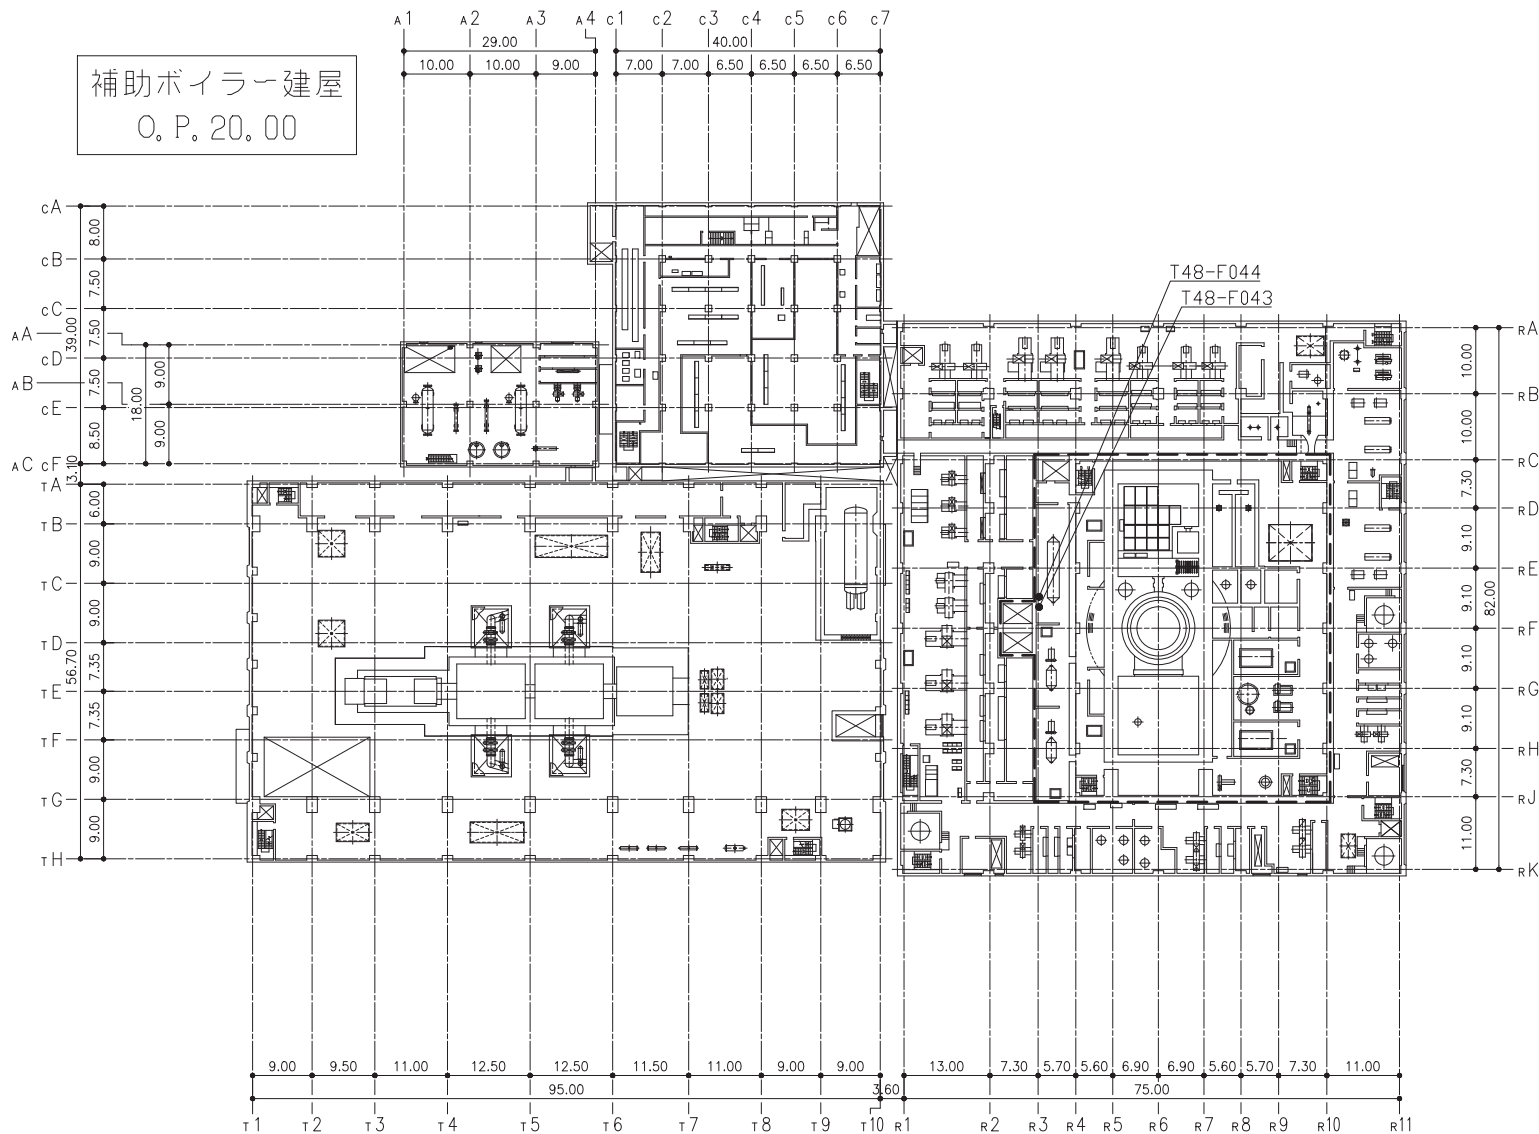 A1 A2 A3 A4 C1 C2 C3 C4 C5 C6 C7
29.00 40.00
10.00 10.00 9.00 7.00 7.00 6.50 6.50 6.50 6.50
補助ボイラー建屋
O.P.20.00
CA
8.00
CB
7.50
CC
AA
39.00
7.50
CD
AB
7.50
CE
8.50
AC CF
18.00
9.00
9.00
3.10
TA
6.00
TB
9.00
TC
9.00
TD
56.70
7.35
TE
7.35
TF
9.00
TG
9.00
TH
T48-F044
T48-F043
RA
10.00
RB
10.00
RC
7.30
RD
9.10
RE
9.10
82.00
RF
9.10
RG
9.10
RH
7.30
RJ
11.00
RK
9.00 9.50 11.00 12.50 12.50 11.50 11.00 9.00 9.00 13.00 7.30 5.70 5.60 6.90 6.90 5.60 5.70 7.30 11.00
95.00 3.60 75.00
T1 T2 T3 T4 T5 T6 T7 T8 T9 T10 R1 R2 R3 R4 R5 R6 R7 R8 R9 R10 R11